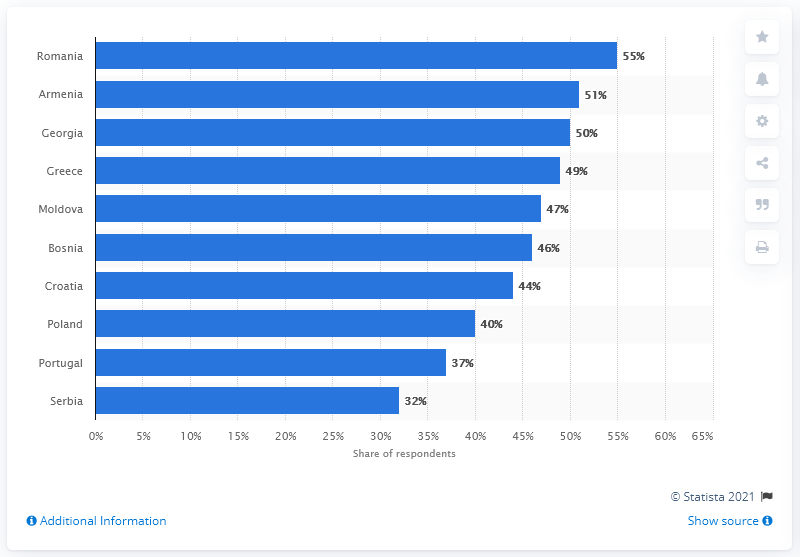 Romania 55%
Armenia 51%
Georgia 50%
Greece 49%
Moldova 47%
Bosnia 46%
Croatia 44%
Poland 40%
Portugal 37%
Serbia 32%
0% 5% 10% 15% 20% 25% 30% 35% 40% 45% 50% 55% 60% 65%
Share of respondents
© Statista 2021
Additional Information Show source